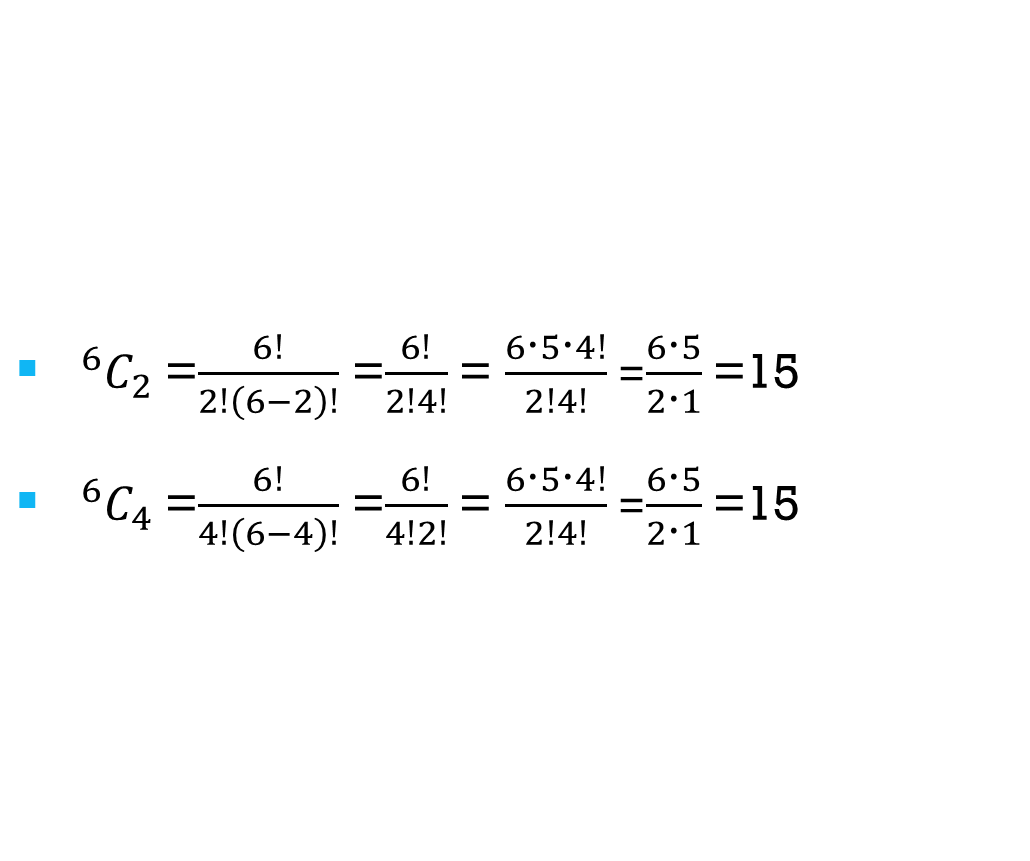 ▪ ⁶C₂ = 6!/2!(6−2)! = 6!/2!4! = 6·5·4!/2!4! = 6·5/2·1 = 15
▪ ⁶C₄ = 6!/4!(6−4)! = 6!/4!2! = 6·5·4!/2!4! = 6·5/2·1 = 15